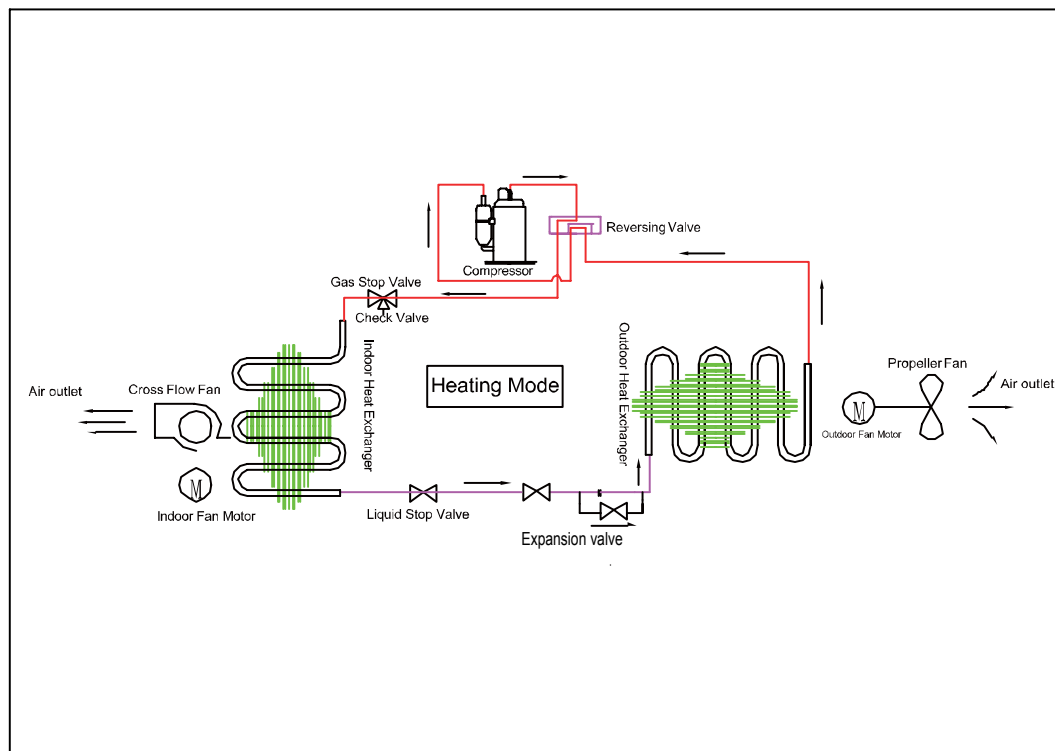 Reversing Valve
Compressor
Gas Stop Valve
Check Valve
Indoor Heat Exchanger
Outdoor Heat Exchanger
Heating Mode
Cross Flow Fan
Air outlet
M
Indoor Fan Motor
Propeller Fan
Air outlet
M
Outdoor Fan Motor
Liquid Stop Valve
Expansion valve